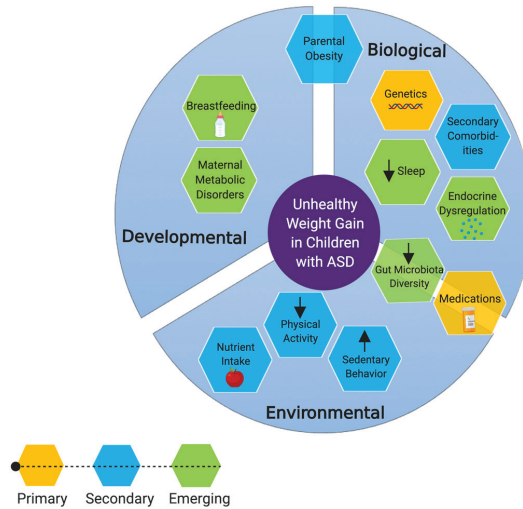 Parental
Obesity
Biological
Breastfeeding
Genetics
Secondary
Comorbid-
ities
Maternal
Metabolic
Disorders
Sleep
Unhealthy
Weight Gain
in Children
with ASD
Endocrine
Dysregulation
Developmental
Gut Microbiota
Diversity
Medications
Physical
Activity
Nutrient
Intake
Sedentary
Behavior
Environmental
Primary
Secondary
Emerging